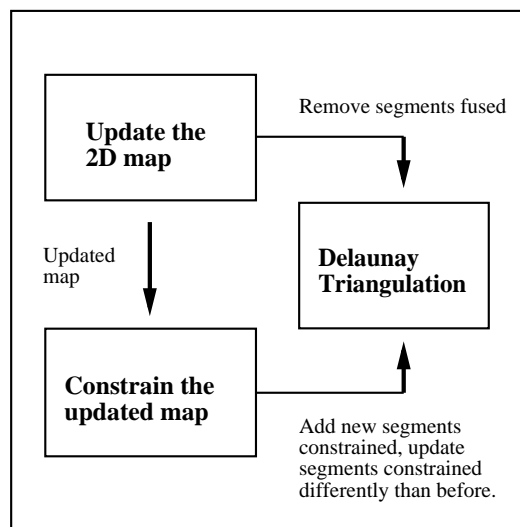 Update the
2D map
Remove segments fused
Updated
map
Delaunay
Triangulation
Constrain the
updated map
Add new segments
constrained, update
segments constrained
differently than before.